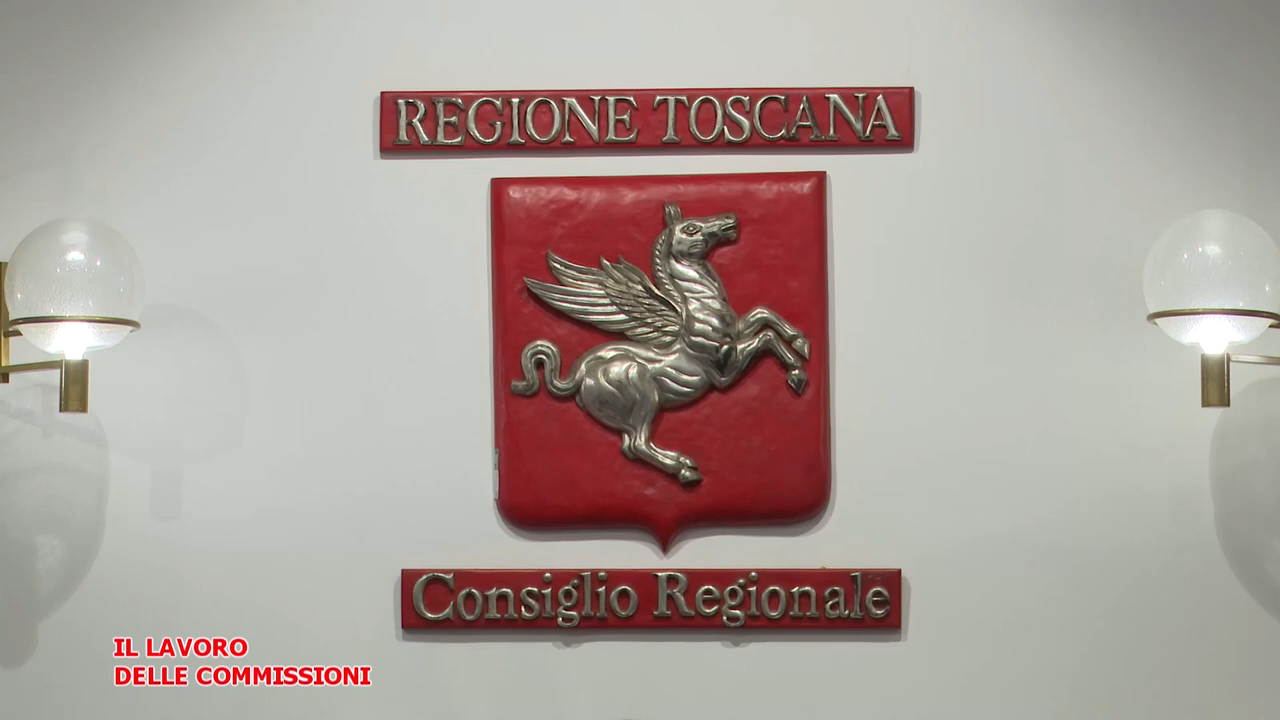 REGIONE TOSCANA
Consiglio Regionale
IL LAVORO
DELLE COMMISSIONI